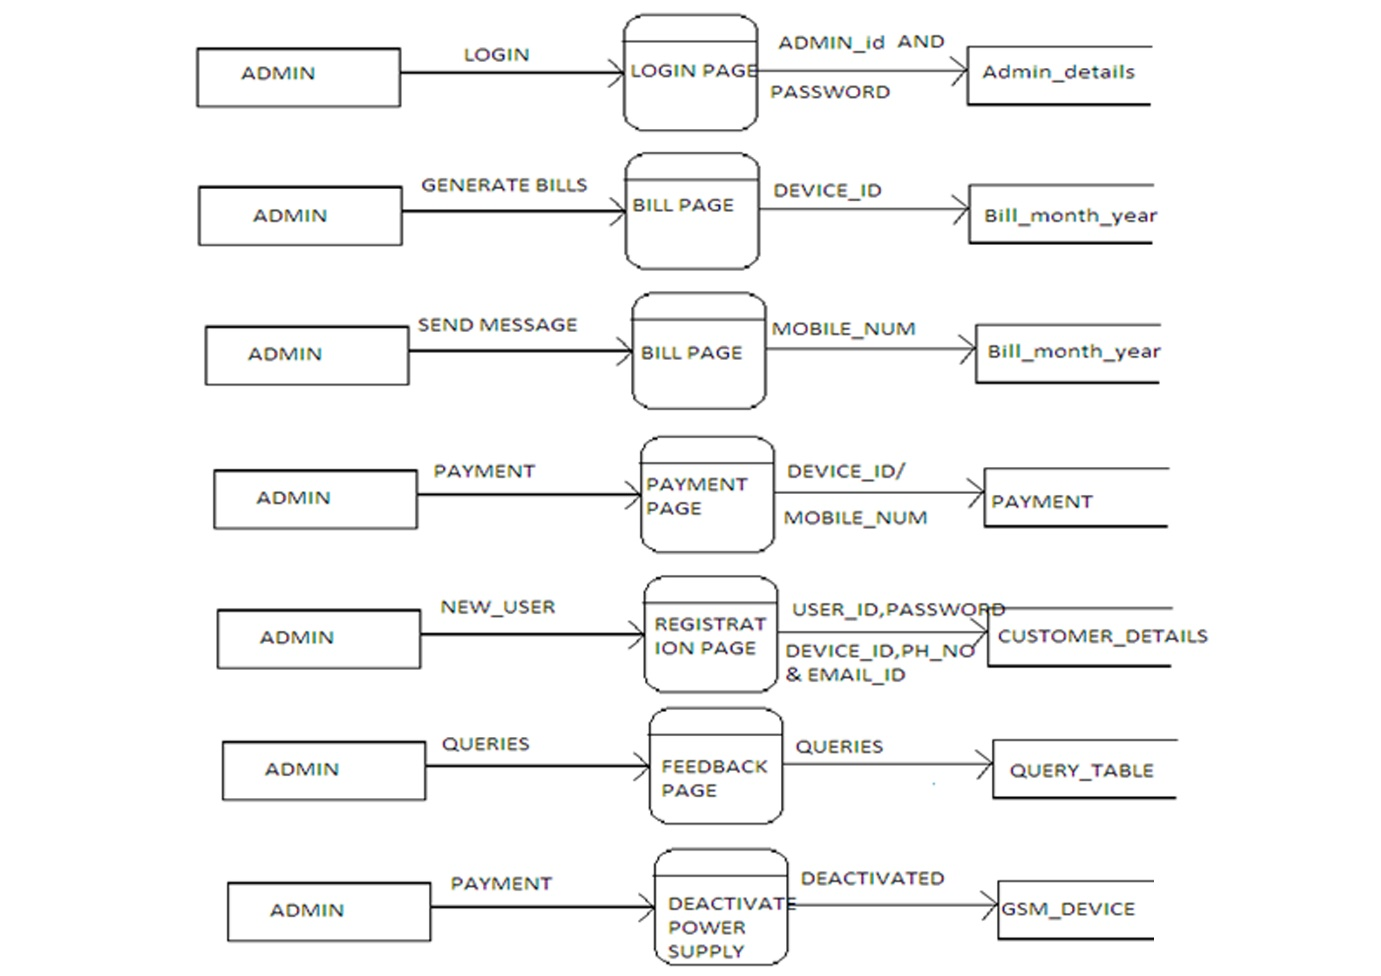 ADMIN
LOGIN
LOGIN PAGE
ADMIN_id AND
PASSWORD
Admin_details
ADMIN
GENERATE BILLS
BILL PAGE
DEVICE_ID
Bill_month_year
ADMIN
SEND MESSAGE
BILL PAGE
MOBILE_NUM
Bill_month_year
ADMIN
PAYMENT
PAYMENT
PAGE
DEVICE_ID/
MOBILE_NUM
PAYMENT
ADMIN
NEW_USER
REGISTRAT
ION PAGE
USER_ID,PASSWORD
DEVICE_ID,PH_NO
& EMAIL_ID
CUSTOMER_DETAILS
ADMIN
QUERIES
FEEDBACK
PAGE
QUERIES
QUERY_TABLE
ADMIN
PAYMENT
DEACTIVATE
POWER
SUPPLY
DEACTIVATED
GSM_DEVICE